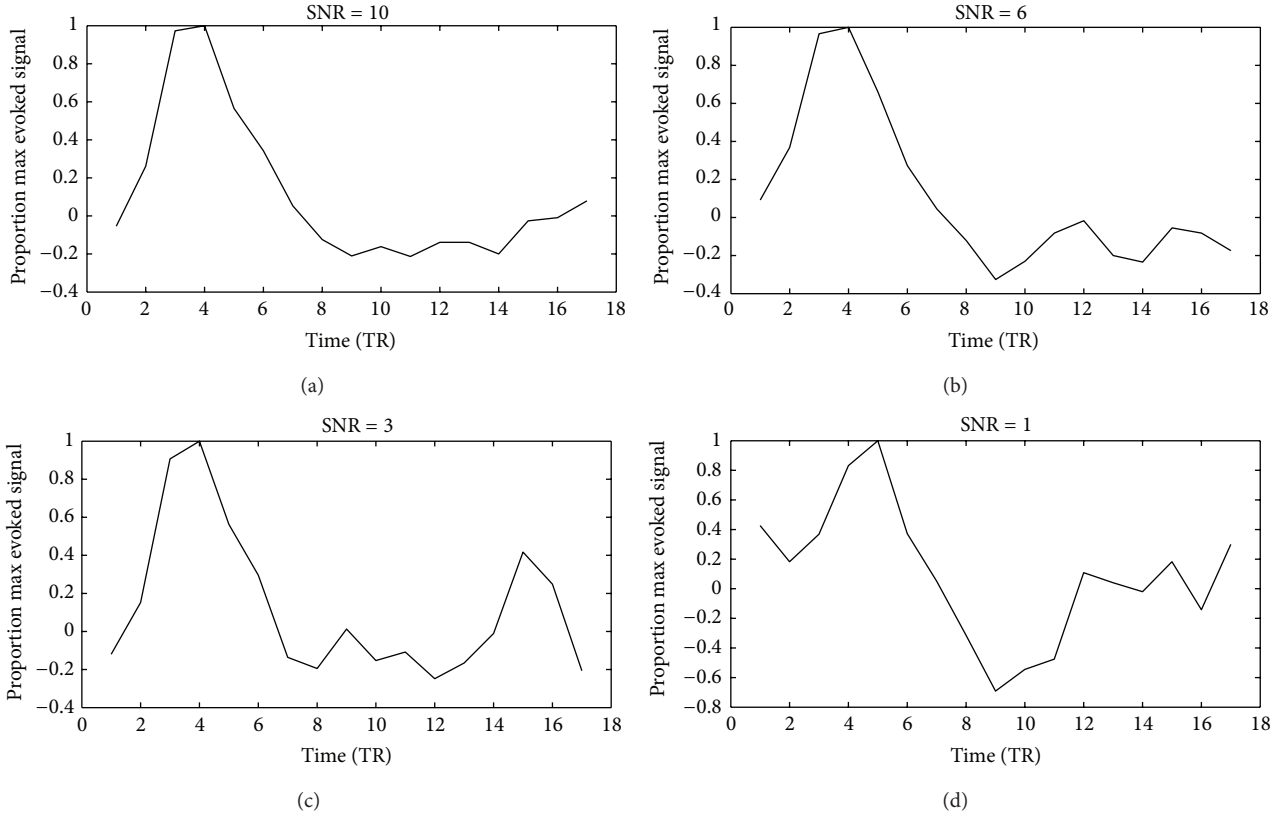 SNR = 10
Proportion max evoked signal
1
0.8
0.6
0.4
0.2
0
−0.2
−0.4
0 2 4 6 8 10 12 14 16 18
Time (TR)
(a)
SNR = 6
Proportion max evoked signal
1
0.8
0.6
0.4
0.2
0
−0.2
−0.4
0 2 4 6 8 10 12 14 16 18
Time (TR)
(b)
SNR = 3
Proportion max evoked signal
1
0.8
0.6
0.4
0.2
0
−0.2
−0.4
0 2 4 6 8 10 12 14 16 18
Time (TR)
(c)
SNR = 1
Proportion max evoked signal
1
0.8
0.6
0.4
0.2
0
−0.2
−0.4
−0.6
−0.8
0 2 4 6 8 10 12 14 16 18
Time (TR)
(d)